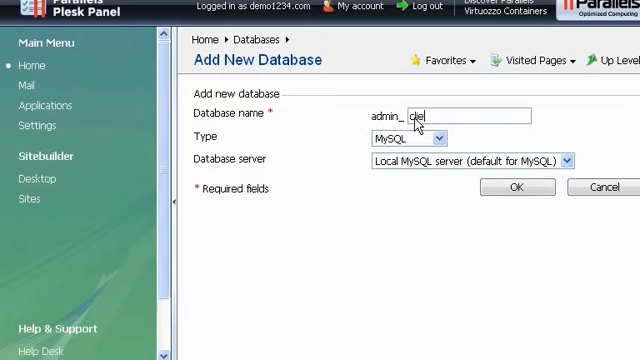 Parallels
Plesk Panel
Logged in as demo1234.com
My account
Log out
Discover Parallels
Virtuozzo Containers
Parallels
Optimized Computing
Main Menu
Home
Mail
Applications
Settings
Sitebuilder
Desktop
Sites
Help & Support
Help Desk
Home
Databases
Add New Database
Favorites
Visited Pages
Up Level
Add new database
Database name *
admin_
clie
Type
MySQL
Database server
Local MySQL server (default for MySQL)
* Required fields
OK
Cancel